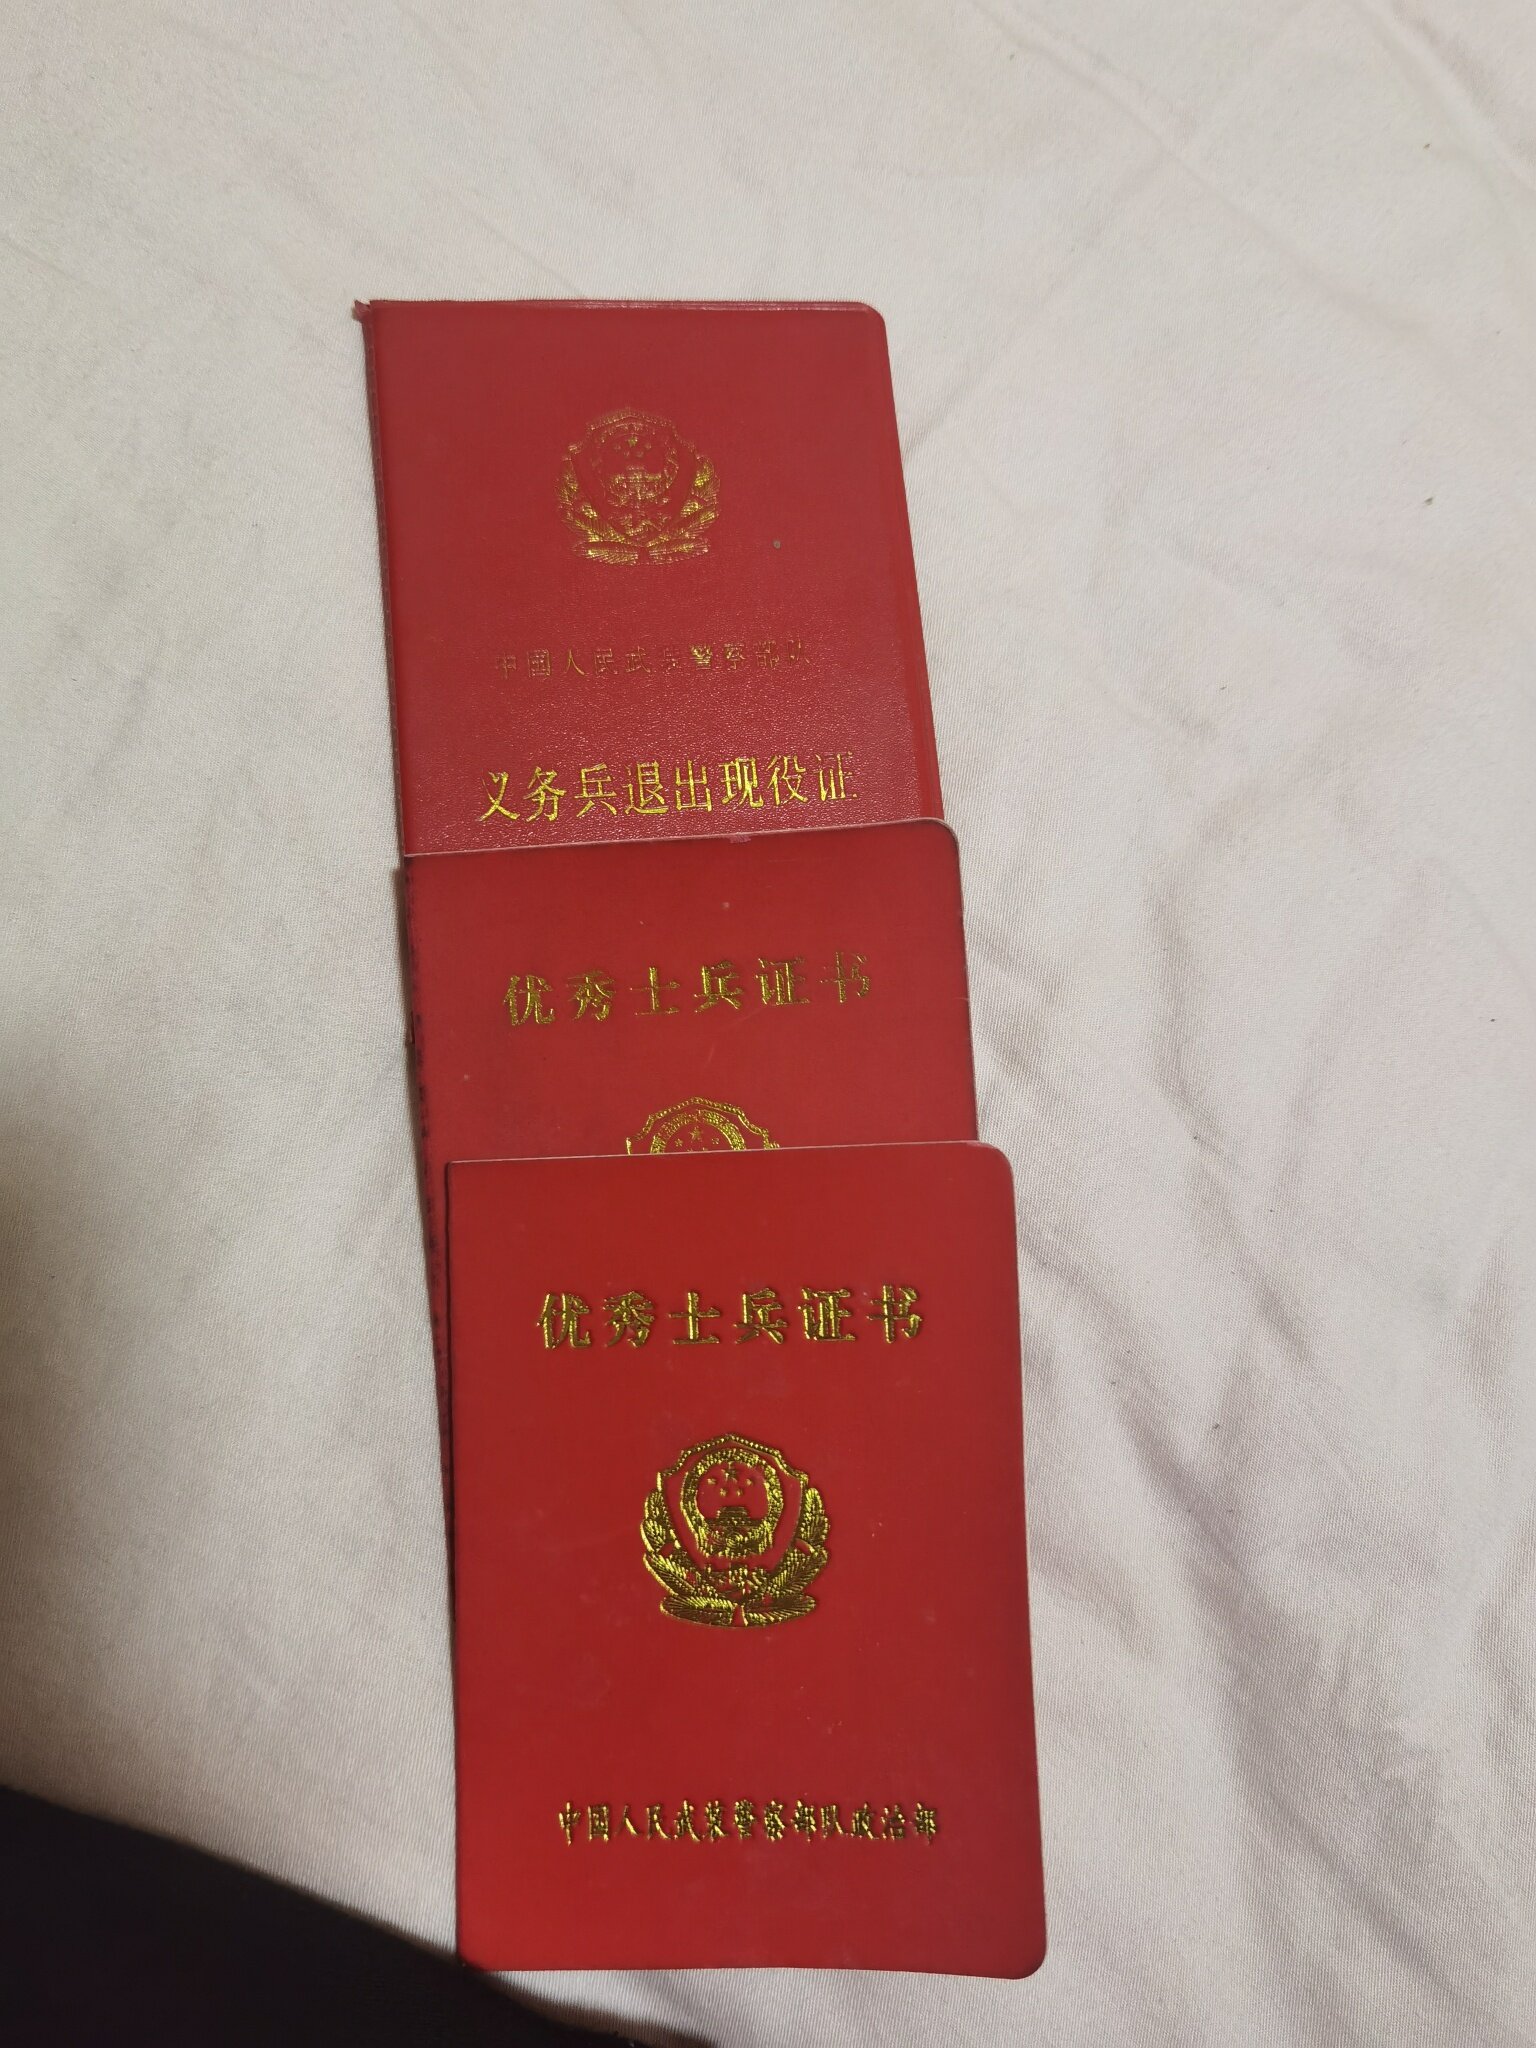 中国人民武装警察部队
义务兵退出现役证
优秀士兵证书
优秀士兵证书
中国人民武装警察部队政治部